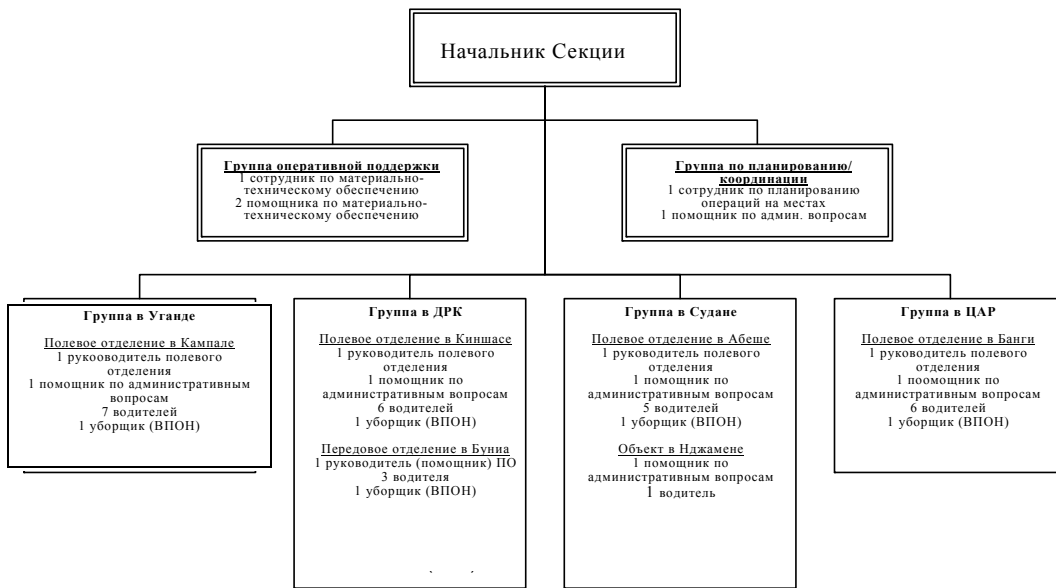 Начальник Секции
Группа оперативной поддержки
1 сотрудник по материально-
техническому обеспечению
2 помощника по материально-
техническому обеспечению
Группа по планированию/
координации
1 сотрудник по планированию
операций на местах
1 помощник по админ. вопросам
Группа в Уганде
Полевое отделение в Кампале
1 рукооводитель полевого
отделения
1 помощник по административным
вопросам
7 водителей
1 уборщик (ВПОН)
Группа в ДРК
Полевое отделение в Киншасе
1 руководитель полевого
отделения
1 помощник по
административным вопросам
6 водителей
1 уборщик (ВПОН)
Передовое отделение в Буниа
1 руководитель (помощник) ПО
3 водителя
1 уборщик (ВПОН)
Группа в Судане
Полевое отделение в Абеше
1 руководитель полевого
отделения
1 помощник по
административным вопросам
5 водителей
1 уборщик (ВПОН)
Объект в Нджамене
1 помощник по
административным вопросам
1 водитель
Группа в ЦАР
Полевое отделение в Банги
1 руководитель полевого
отделения
1 поомощник по
административным вопросам
6 водителей
1 уборщик (ВПОН)